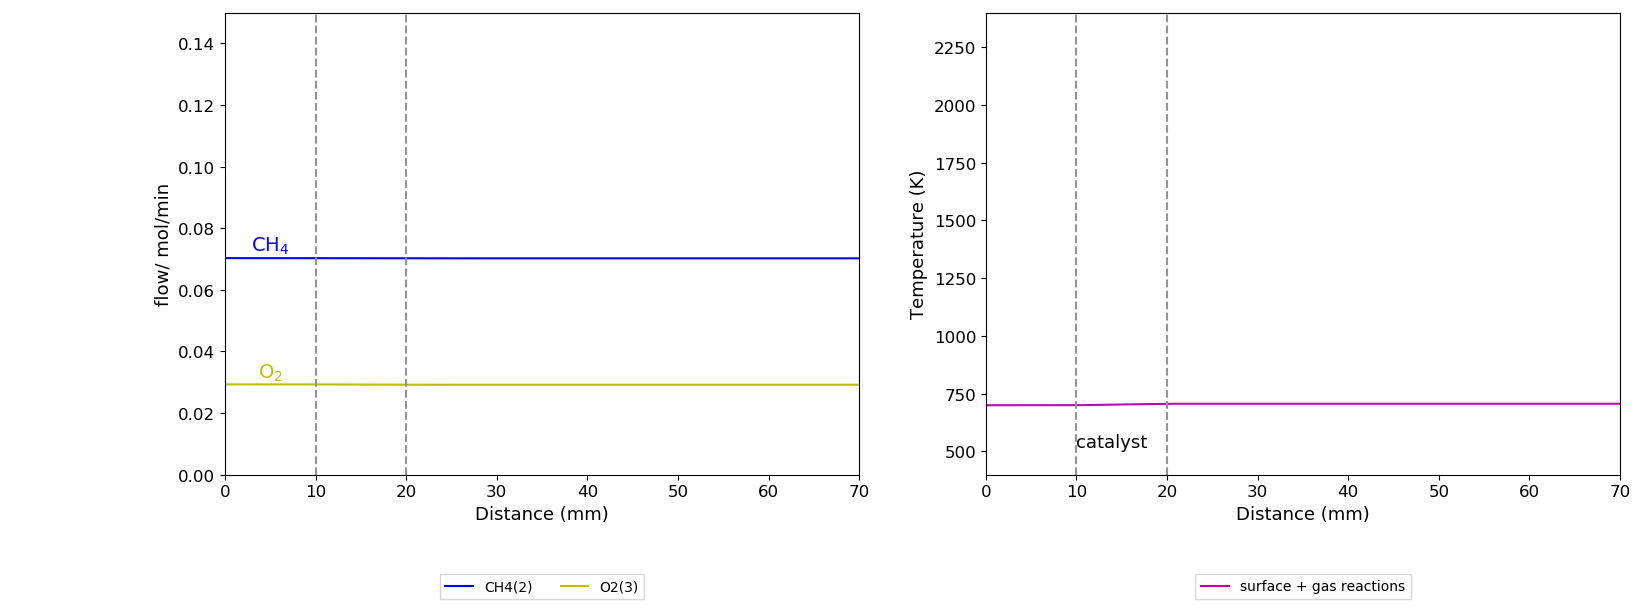 0.14
0.12
0.10
0.08
0.06
0.04
0.02
0.00
flow/ mol/min
CH₄
O₂
0 10 20 30 40 50 60 70
Distance (mm)
CH4(2) O2(3)
2250
2000
1750
1500
1250
1000
750
500
Temperature (K)
catalyst
0 10 20 30 40 50 60 70
Distance (mm)
surface + gas reactions